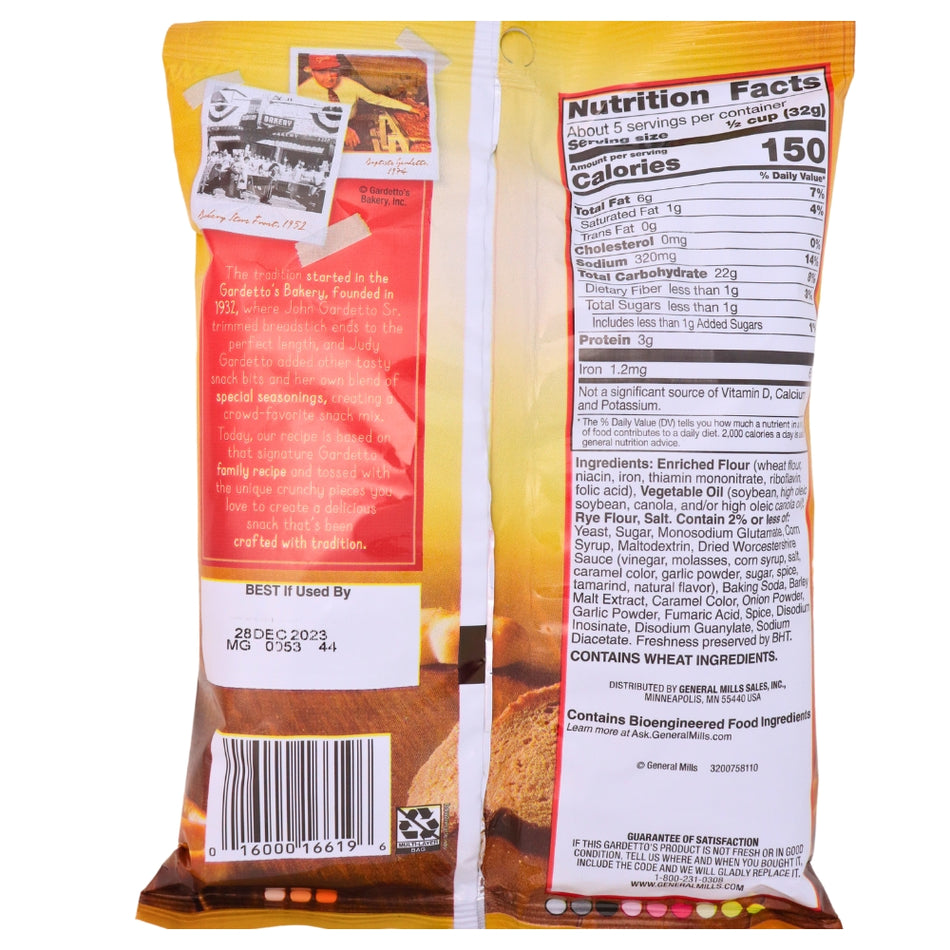 BAKERY
Bakery Store Front, 1952
Baptiste Gardetto,
1974
© Gardetto's
Bakery, Inc.
The tradition started in the
Gardetto's Bakery, founded in
1932, where John Gardetto Sr.
trimmed breadstick ends to the
perfect length, and Judy
Gardetto added other tasty
snack bits and her own blend of
special seasonings, creating a
crowd-favorite snack mix.
Today, our recipe is based on
that signature Gardetto
family recipe and tossed with
the unique crunchy pieces you
love to create a delicious
snack that's been
crafted with tradition.
BEST If Used By
28DEC2023
MG 0053 44
0 16000 16619 6
MULTI-LAYER
BAG
Nutrition Facts
About 5 servings per container
Serving size ½ cup (32g)
Amount per serving
Calories 150
% Daily Value*
Total Fat 6g 7%
Saturated Fat 1g 4%
Trans Fat 0g
Cholesterol 0mg 0%
Sodium 320mg 14%
Total Carbohydrate 22g 8%
Dietary Fiber less than 1g 3%
Total Sugars less than 1g
Includes less than 1g Added Sugars 1%
Protein 3g
Iron 1.2mg
Not a significant source of Vitamin D, Calcium
and Potassium.
* The % Daily Value (DV) tells you how much a nutrient in a
of food contributes to a daily diet. 2,000 calories a day is
general nutrition advice.
Ingredients: Enriched Flour (wheat flour,
niacin, iron, thiamin mononitrate, riboflavin,
folic acid), Vegetable Oil (soybean, high oleic
soybean, canola, and/or high oleic canola oil),
Rye Flour, Salt. Contain 2% or less of:
Yeast, Sugar, Monosodium Glutamate, Corn
Syrup, Maltodextrin, Dried Worcestershire
Sauce (vinegar, molasses, corn syrup, salt,
caramel color, garlic powder, sugar, spice,
tamarind, natural flavor), Baking Soda, Barley
Malt Extract, Caramel Color, Onion Powder,
Garlic Powder, Fumaric Acid, Spice, Disodium
Inosinate, Disodium Guanylate, Sodium
Diacetate. Freshness preserved by BHT.
CONTAINS WHEAT INGREDIENTS.
DISTRIBUTED BY GENERAL MILLS SALES, INC.,
MINNEAPOLIS, MN 55440 USA
Contains Bioengineered Food Ingredients
Learn more at Ask.GeneralMills.com
© General Mills 3200758110
GUARANTEE OF SATISFACTION
IF THIS GARDETTO'S PRODUCT IS NOT FRESH OR IN GOOD
CONDITION, TELL US WHERE AND WHEN YOU BOUGHT IT,
INCLUDE THE CODE AND WE WILL GLADLY REPLACE IT.
1-800-231-0308
WWW.GENERALMILLS.COM